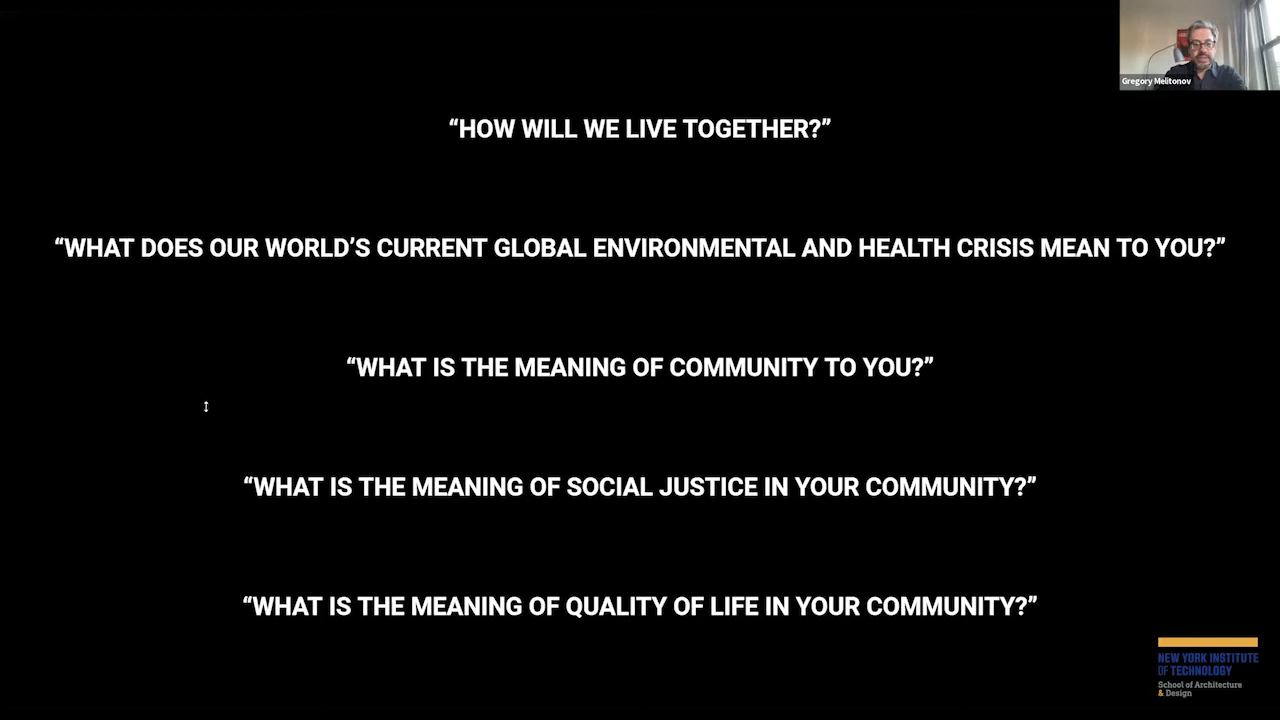 Gregory Melitonov
“HOW WILL WE LIVE TOGETHER?”
“WHAT DOES OUR WORLD’S CURRENT GLOBAL ENVIRONMENTAL AND HEALTH CRISIS MEAN TO YOU?”
“WHAT IS THE MEANING OF COMMUNITY TO YOU?”
“WHAT IS THE MEANING OF SOCIAL JUSTICE IN YOUR COMMUNITY?”
“WHAT IS THE MEANING OF QUALITY OF LIFE IN YOUR COMMUNITY?”
NEW YORK INSTITUTE
OF TECHNOLOGY
School of Architecture
& Design